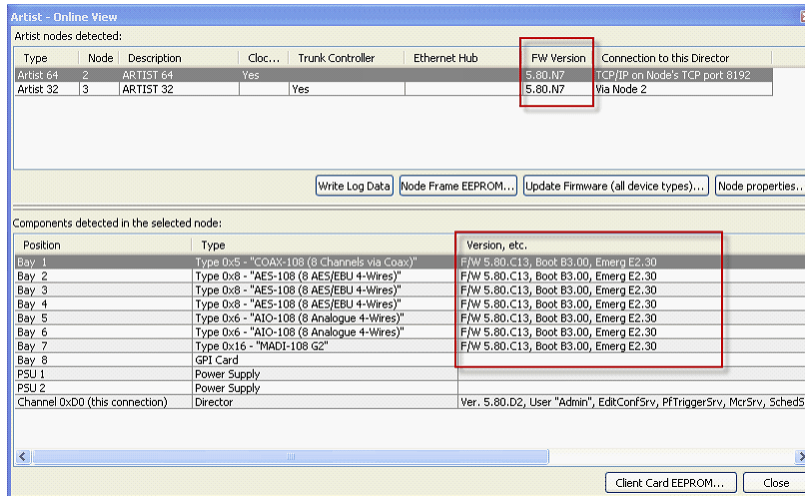 Artist - Online View
Artist nodes detected:
Type Node Description Cloc... Trunk Controller Ethernet Hub FW Version Connection to this Director
Artist 64 2 ARTIST 64 Yes 5.80.N7 TCP/IP on Node's TCP port 8192
Artist 32 3 ARTIST 32 Yes 5.80.N7 Via Node 2
Write Log Data Node Frame EEPROM... Update Firmware (all device types)... Node properties..
Components detected in the selected node:
Position Type Version, etc.
Bay 1 Type 0x5 - "COAX-108 (8 Channels via Coax)" F/W 5.80.C13, Boot B3.00, Emerg E2.30
Bay 2 Type 0x8 - "AES-108 (8 AES/EBU 4-Wires)" F/W 5.80.C13, Boot B3.00, Emerg E2.30
Bay 3 Type 0x8 - "AES-108 (8 AES/EBU 4-Wires)" F/W 5.80.C13, Boot B3.00, Emerg E2.30
Bay 4 Type 0x8 - "AES-108 (8 AES/EBU 4-Wires)" F/W 5.80.C13, Boot B3.00, Emerg E2.30
Bay 5 Type 0x6 - "AIO-108 (8 Analogue 4-Wires)" F/W 5.80.C13, Boot B3.00, Emerg E2.30
Bay 6 Type 0x6 - "AIO-108 (8 Analogue 4-Wires)" F/W 5.80.C13, Boot B3.00, Emerg E2.30
Bay 7 Type 0x16 - "MADI-108 G2" F/W 5.80.C13, Boot B3.00, Emerg E2.30
Bay 8 GPI Card
PSU 1 Power Supply
PSU 2 Power Supply
Channel 0xD0 (this connection) Director Ver. 5.80.D2, User "Admin", EditConfSrv, PfTriggerSrv, McrSrv, SchedS
Client Card EEPROM... Close